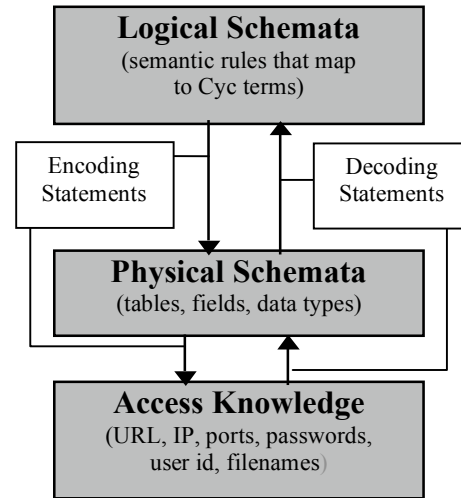 Logical Schemata
(semantic rules that map
to Cyc terms)
Encoding
Statements
Decoding
Statements
Physical Schemata
(tables, fields, data types)
Access Knowledge
(URL, IP, ports, passwords,
user id, filenames)